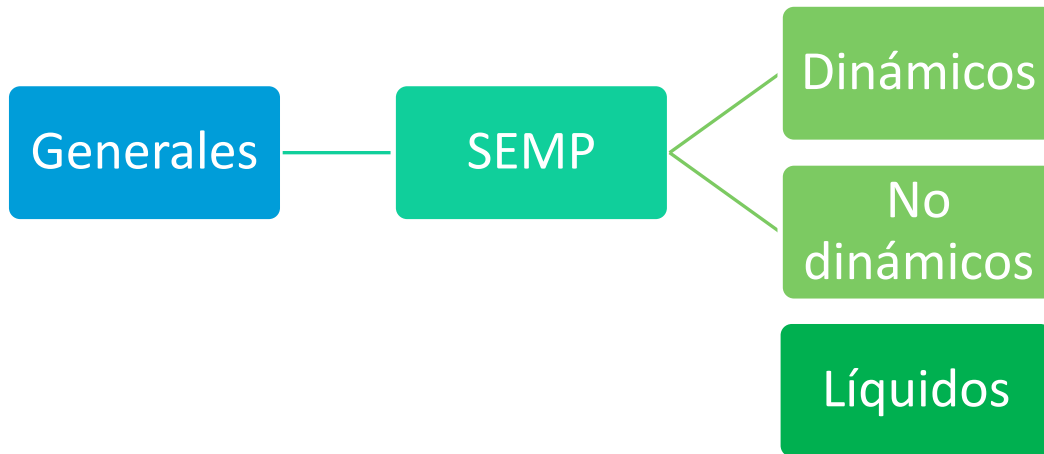 Generales
SEMP
Dinámicos
No
dinámicos
Líquidos